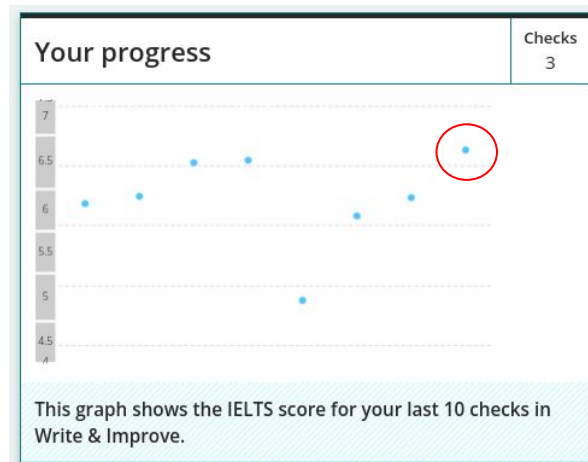 Your progress
Checks
3
7
6.5
6
5.5
5
4.5
This graph shows the IELTS score for your last 10 checks in
Write & Improve.